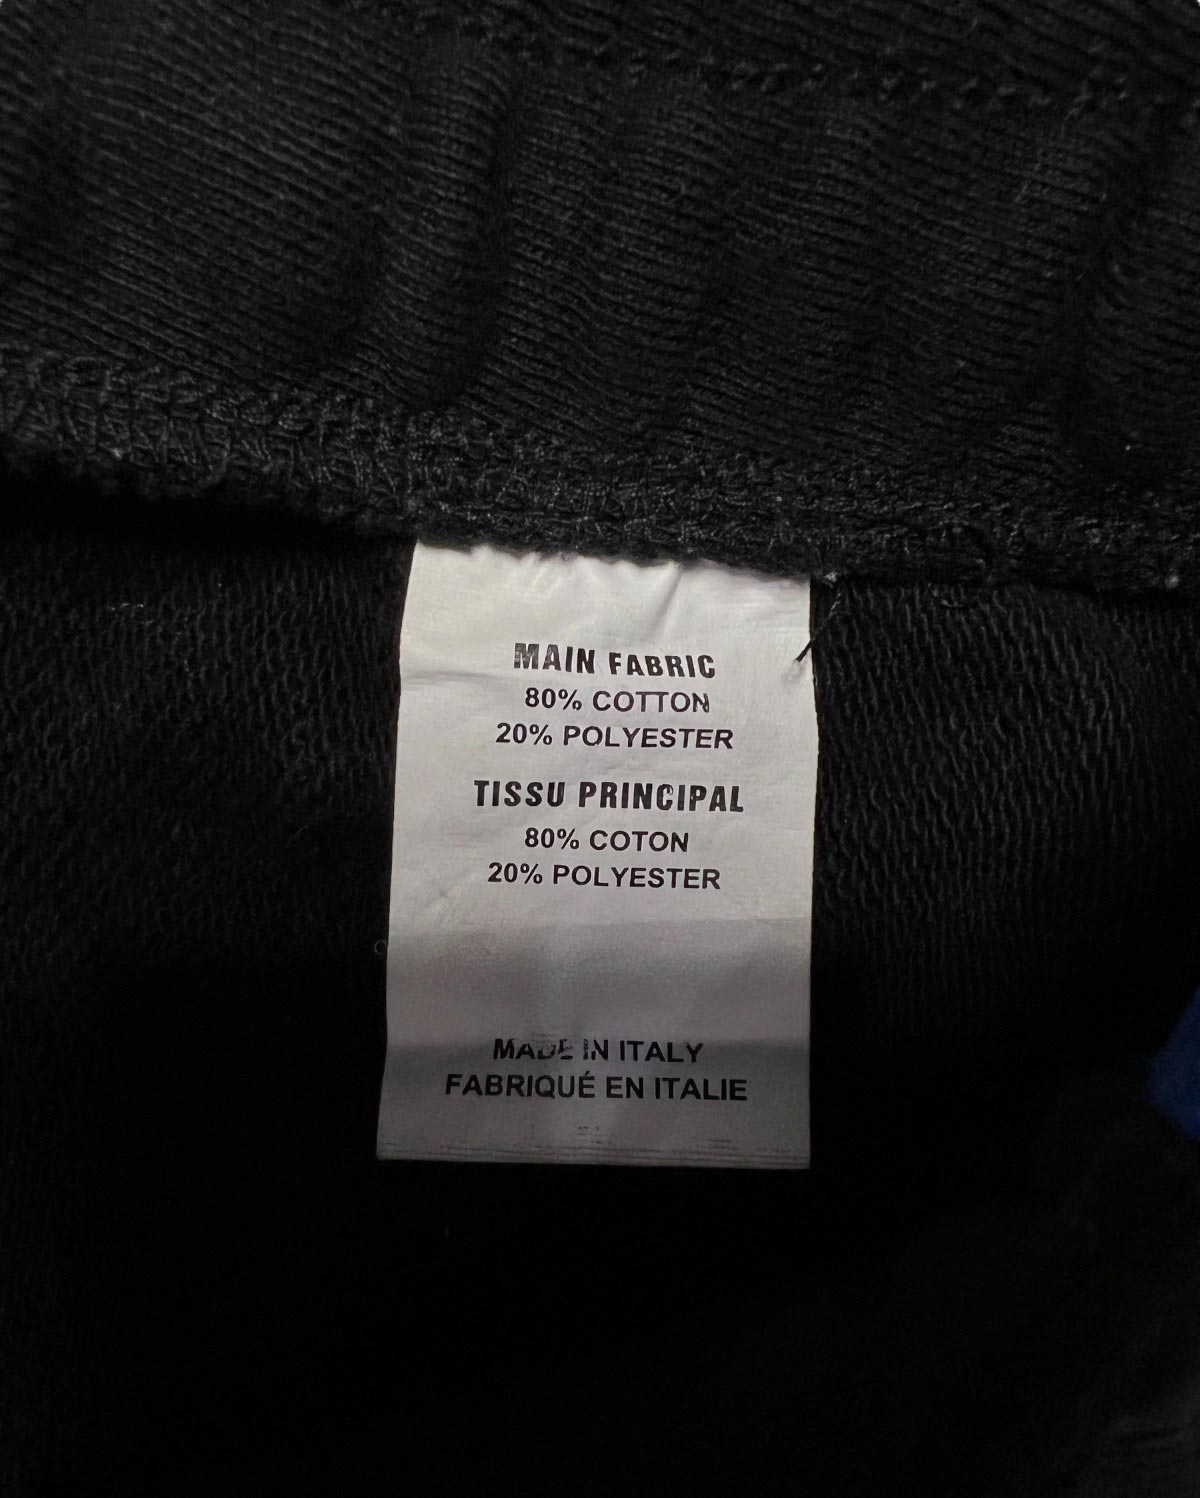 MAIN FABRIC
80% COTTON
20% POLYESTER
TISSU PRINCIPAL
80% COTON
20% POLYESTER
MADE IN ITALY
FABRIQUÉ EN ITALIE